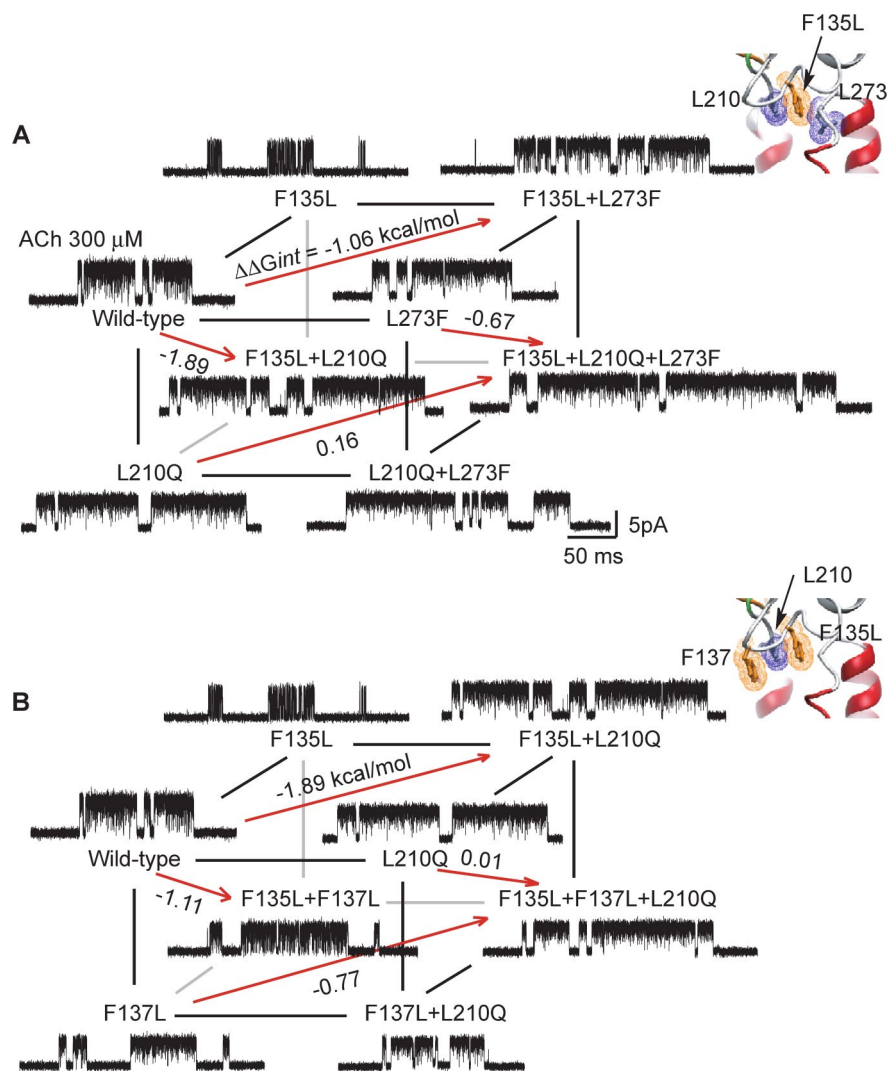 F135L
L210
L273
A
F135L
F135L+L273F
ACh 300 μM
ΔΔGint = -1.06 kcal/mol
Wild-type
L273F
-0.67
-1.89
F135L+L210Q
F135L+L210Q+L273F
0.16
L210Q
L210Q+L273F
5pA
50 ms
L210
F137
F135L
B
F135L
F135L+L210Q
-1.89 kcal/mol
Wild-type
L210Q
0.01
-1.11
F135L+F137L
F135L+F137L+L210Q
-0.77
F137L
F137L+L210Q